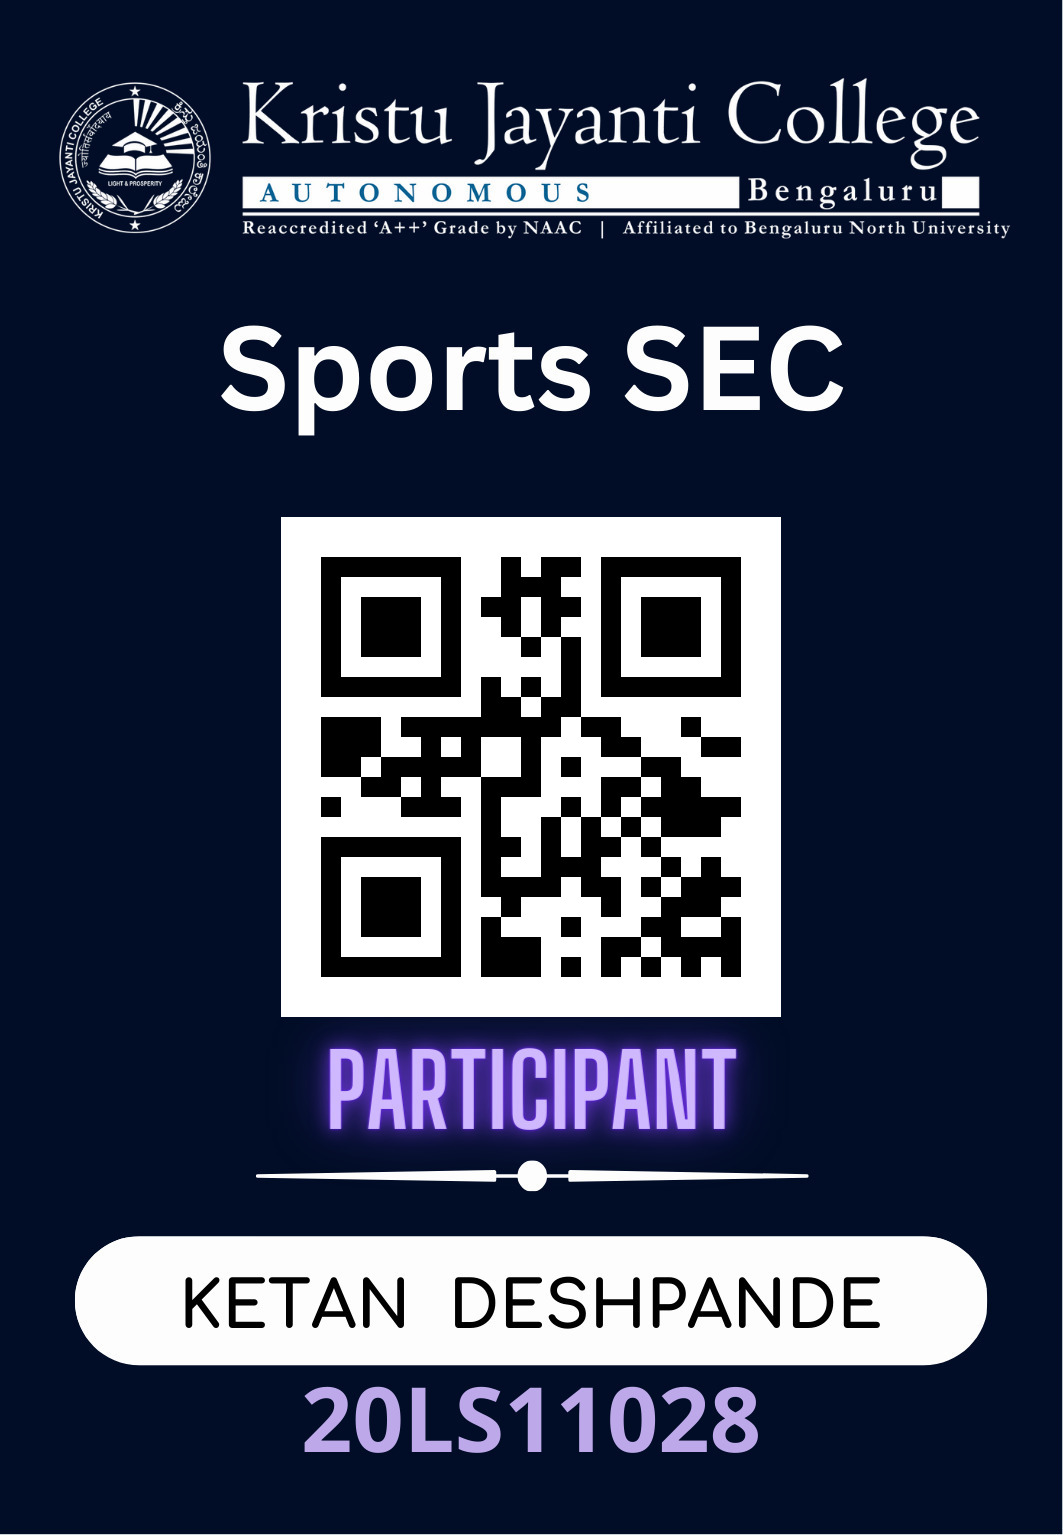 Kristu Jayanti College
AUTONOMOUS Bengaluru
Reaccredited ‘A++’ Grade by NAAC | Affiliated to Bengaluru North University
KRISTU JAYANTI COLLEGE
ಕ್ರಿಸ್ತು ಜಯಂತಿ ಕಾಲೇಜು
LIGHT & PROSPERITY
Sports SEC
PARTICIPANT
KETAN DESHPANDE
20LS11028